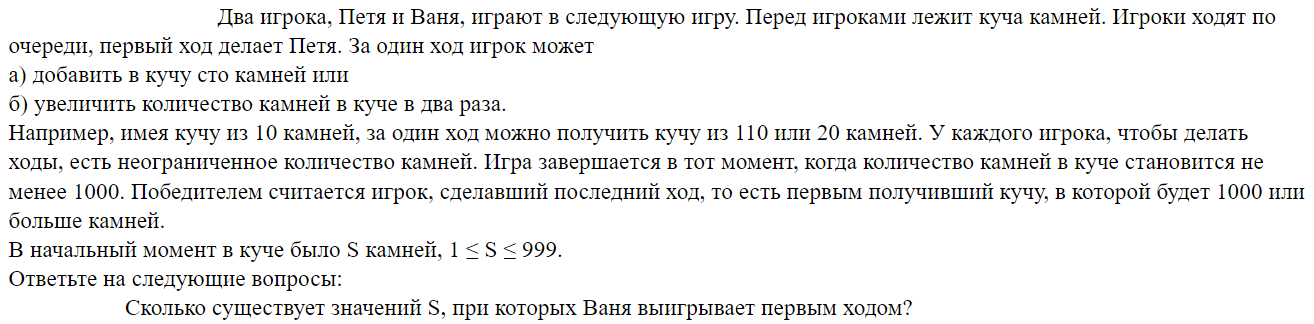 Два игрока, Петя и Ваня, играют в следующую игру. Перед игроками лежит куча камней. Игроки ходят по
очереди, первый ход делает Петя. За один ход игрок может
а) добавить в кучу сто камней или
б) увеличить количество камней в куче в два раза.
Например, имея кучу из 10 камней, за один ход можно получить кучу из 110 или 20 камней. У каждого игрока, чтобы делать
ходы, есть неограниченное количество камней. Игра завершается в тот момент, когда количество камней в куче становится не
менее 1000. Победителем считается игрок, сделавший последний ход, то есть первым получивший кучу, в которой будет 1000 или
больше камней.
В начальный момент в куче было S камней, 1 ≤ S ≤ 999.
Ответьте на следующие вопросы:
Сколько существует значений S, при которых Ваня выигрывает первым ходом?